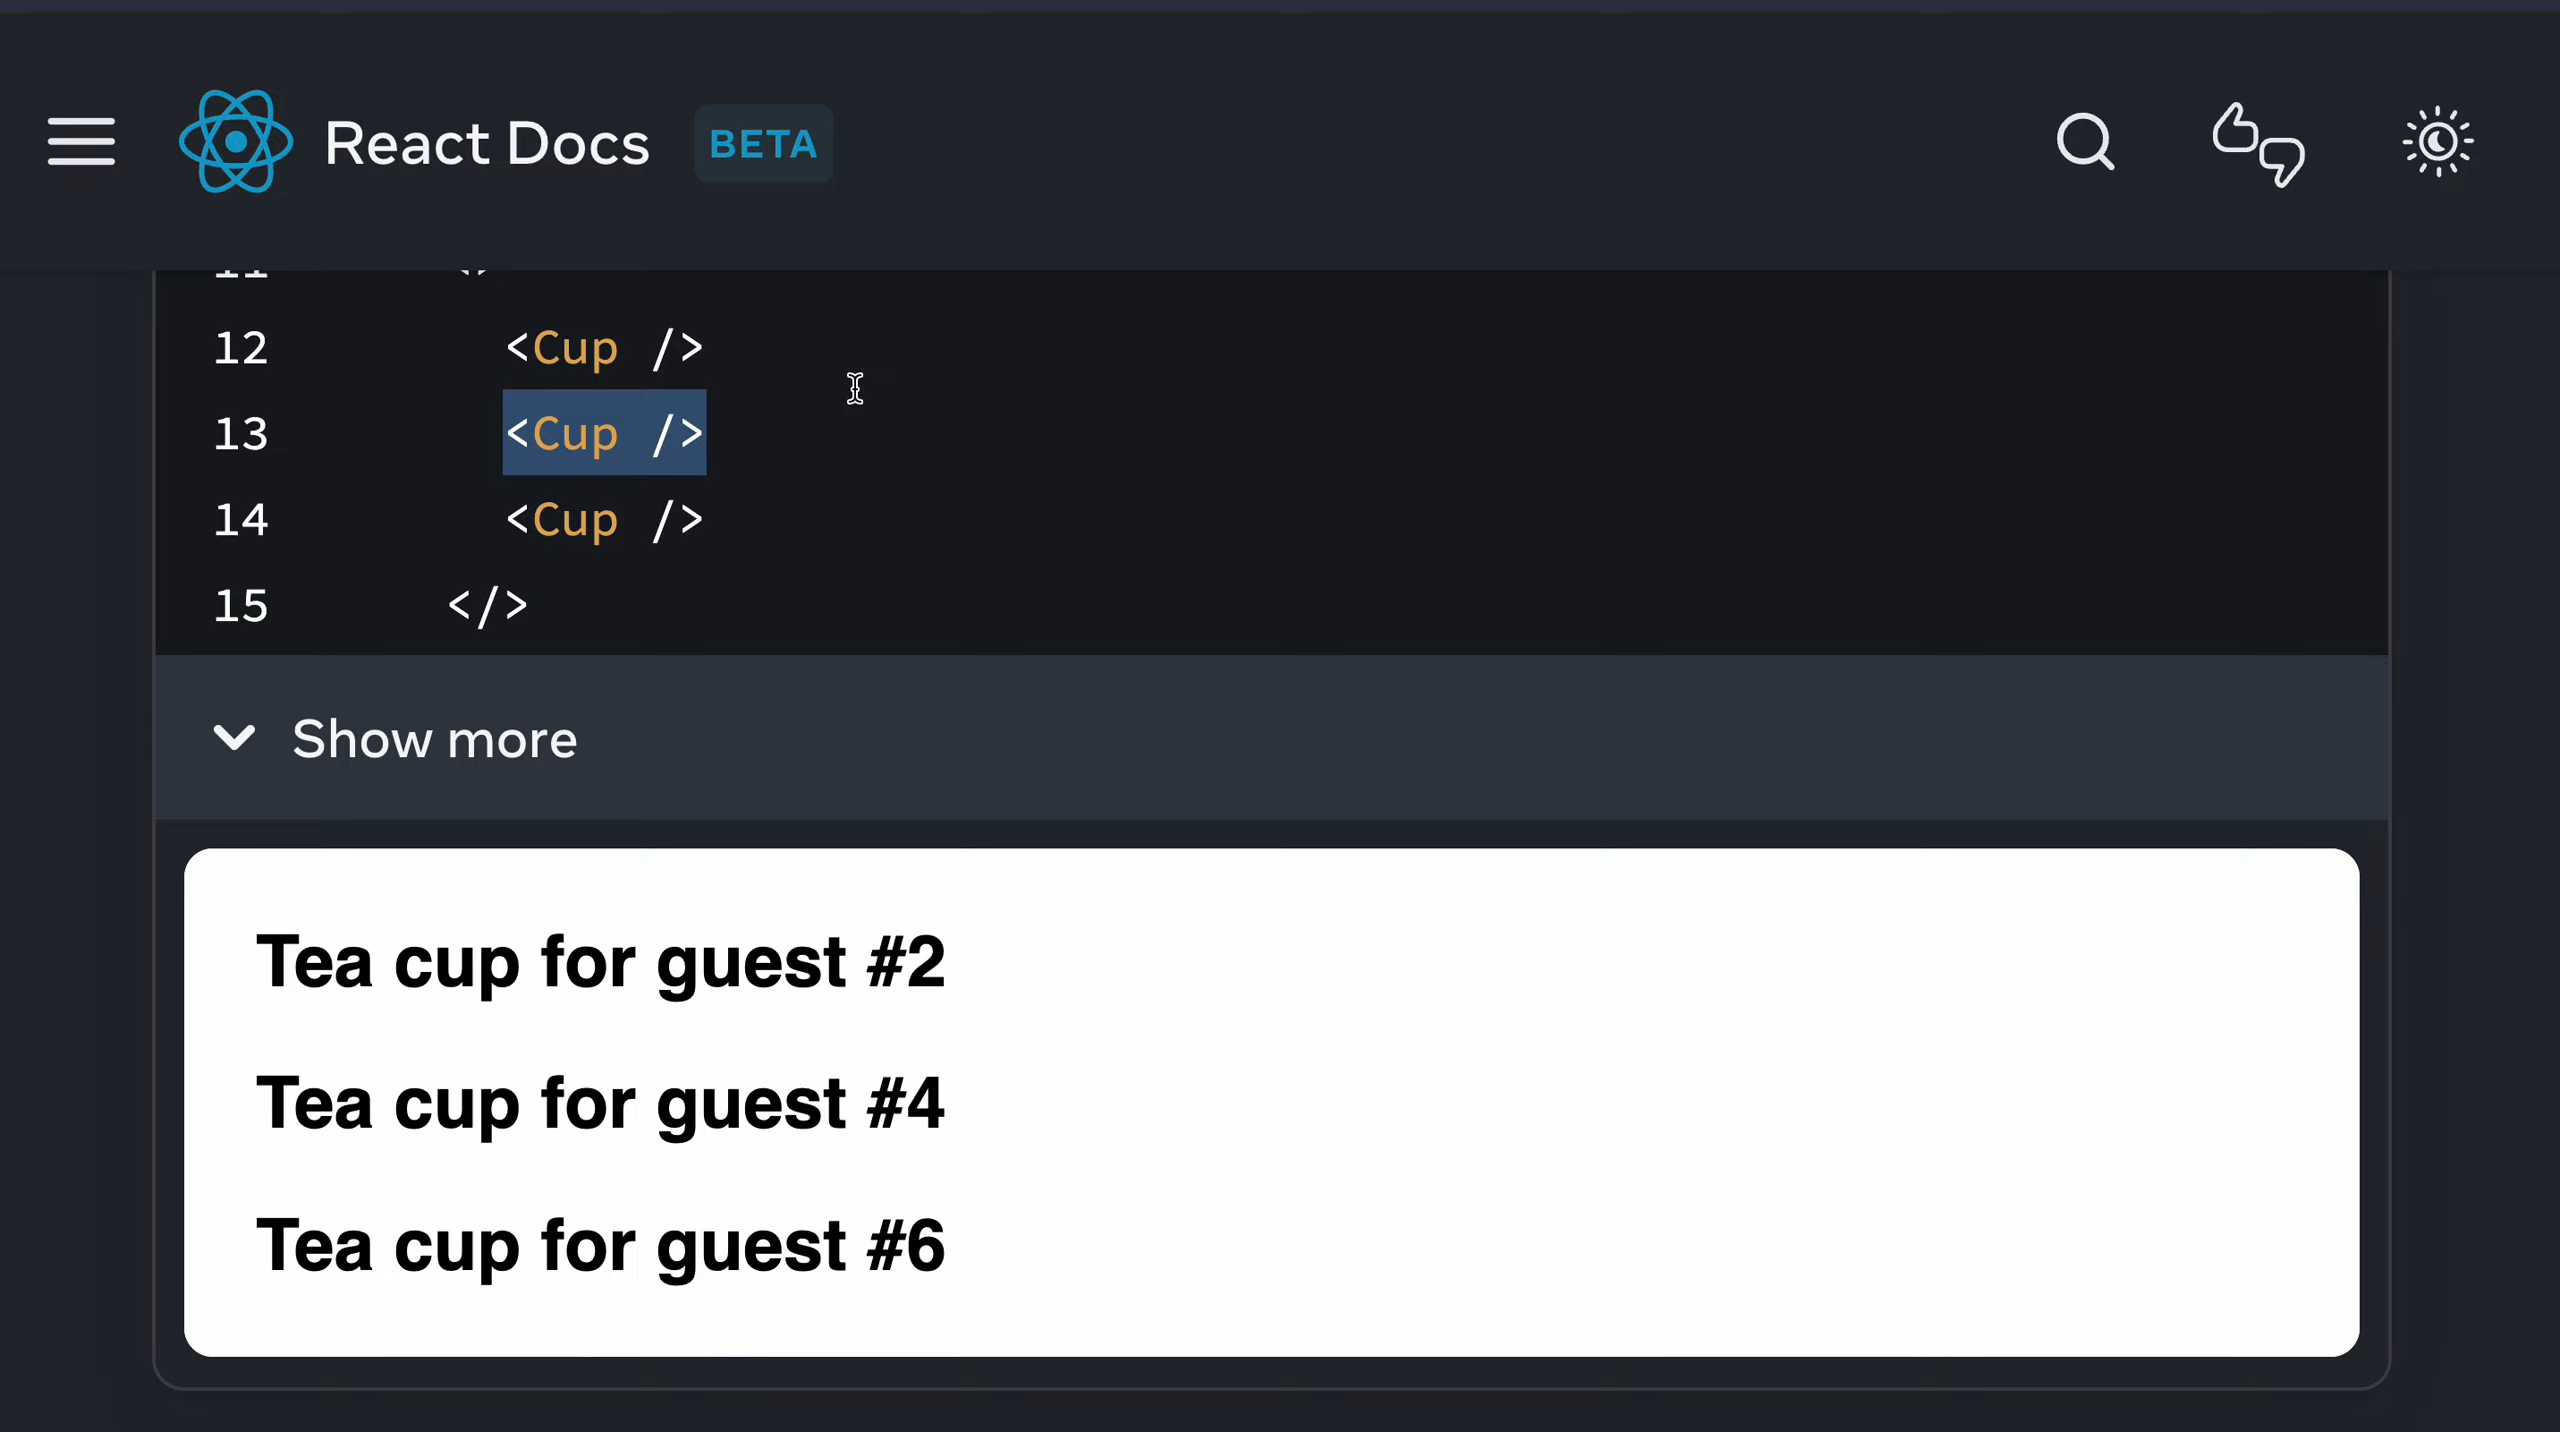 React Docs BETA
11 <>
12 <Cup />
13 <Cup />
14 <Cup />
15 </>
Show more
Tea cup for guest #2
Tea cup for guest #4
Tea cup for guest #6